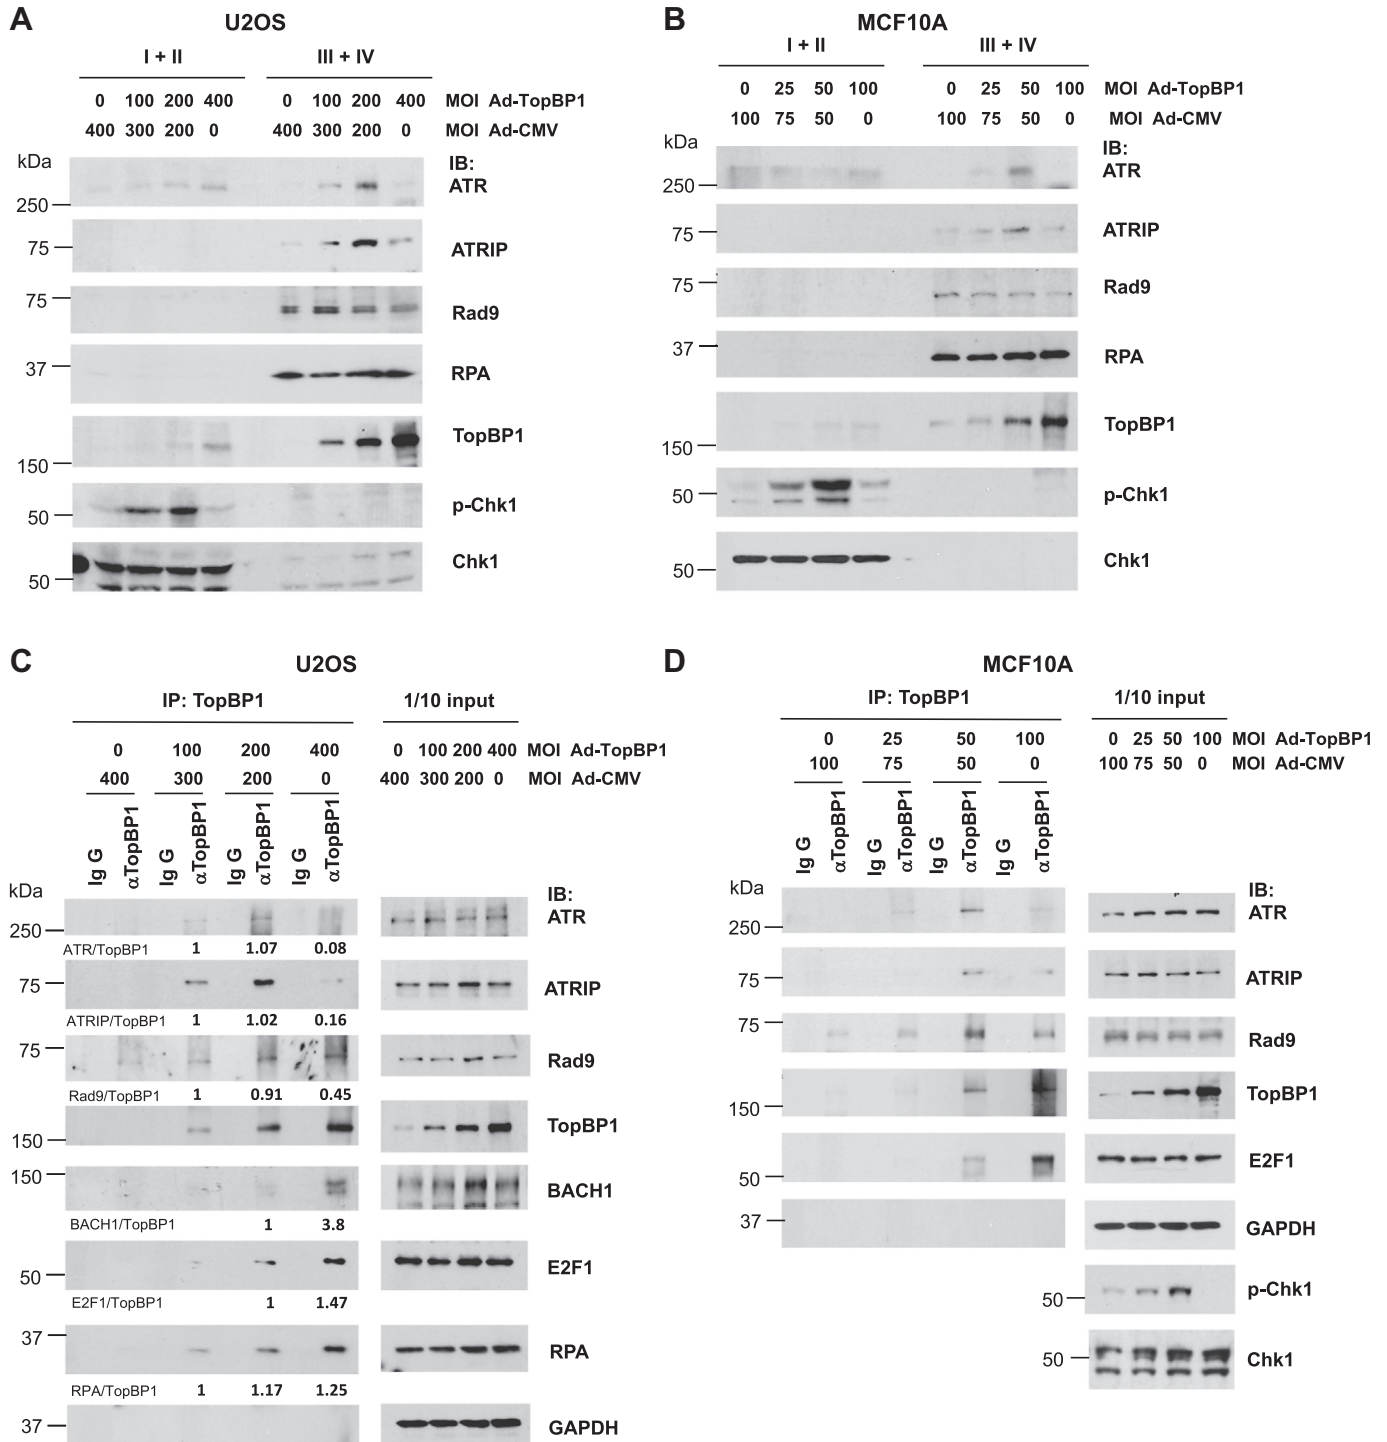 A
U2OS
I + II
III + IV
0 100 200 400 0 100 200 400 MOI Ad-TopBP1
400 300 200 0 400 300 200 0 MOI Ad-CMV
kDa
IB:
ATR
250
75
ATRIP
75
Rad9
37
RPA
TopBP1
150
p-Chk1
50
Chk1
50
B
MCF10A
I + II
III + IV
0 25 50 100 0 25 50 100 MOI Ad-TopBP1
100 75 50 0 100 75 50 0 MOI Ad-CMV
IB:
ATR
250
75
ATRIP
75
Rad9
37
RPA
TopBP1
150
50
p-Chk1
50
Chk1
C
U2OS
IP: TopBP1
1/10 input
0 100 200 400 0 100 200 400 MOI Ad-TopBP1
400 300 200 0 400 300 200 0 MOI Ad-CMV
Ig G αTopBP1 Ig G αTopBP1 Ig G αTopBP1 Ig G αTopBP1
kDa
IB:
ATR
250
ATR/TopBP1 1 1.07 0.08
75
ATRIP
ATRIP/TopBP1 1 1.02 0.16
75
Rad9
Rad9/TopBP1 1 0.91 0.45
TopBP1
150
150
BACH1
BACH1/TopBP1 1 3.8
E2F1
50
E2F1/TopBP1 1 1.47
37
RPA
RPA/TopBP1 1 1.17 1.25
37
GAPDH
D
MCF10A
IP: TopBP1
1/10 input
0 25 50 100 0 25 50 100 MOI Ad-TopBP1
100 75 50 0 100 75 50 0 MOI Ad-CMV
Ig G αTopBP1 Ig G αTopBP1 Ig G αTopBP1 Ig G αTopBP1
kDa
IB:
ATR
250
75
ATRIP
75
Rad9
TopBP1
150
E2F1
50
37
GAPDH
p-Chk1
50
50
Chk1